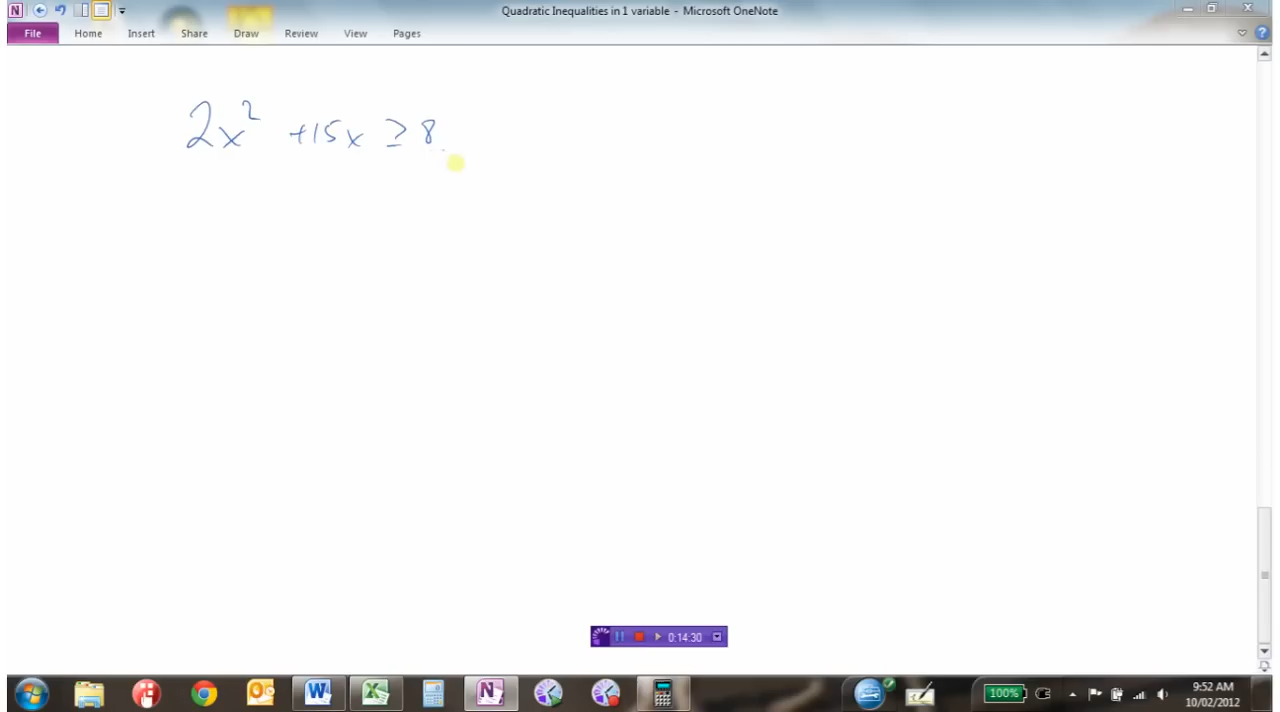 Quadratic Inequalities in 1 variable - Microsoft OneNote
File Home Insert Share Draw Review View Pages
2x² +15x ≥ 8
0:14:30
100%
9:52 AM
10/02/2012